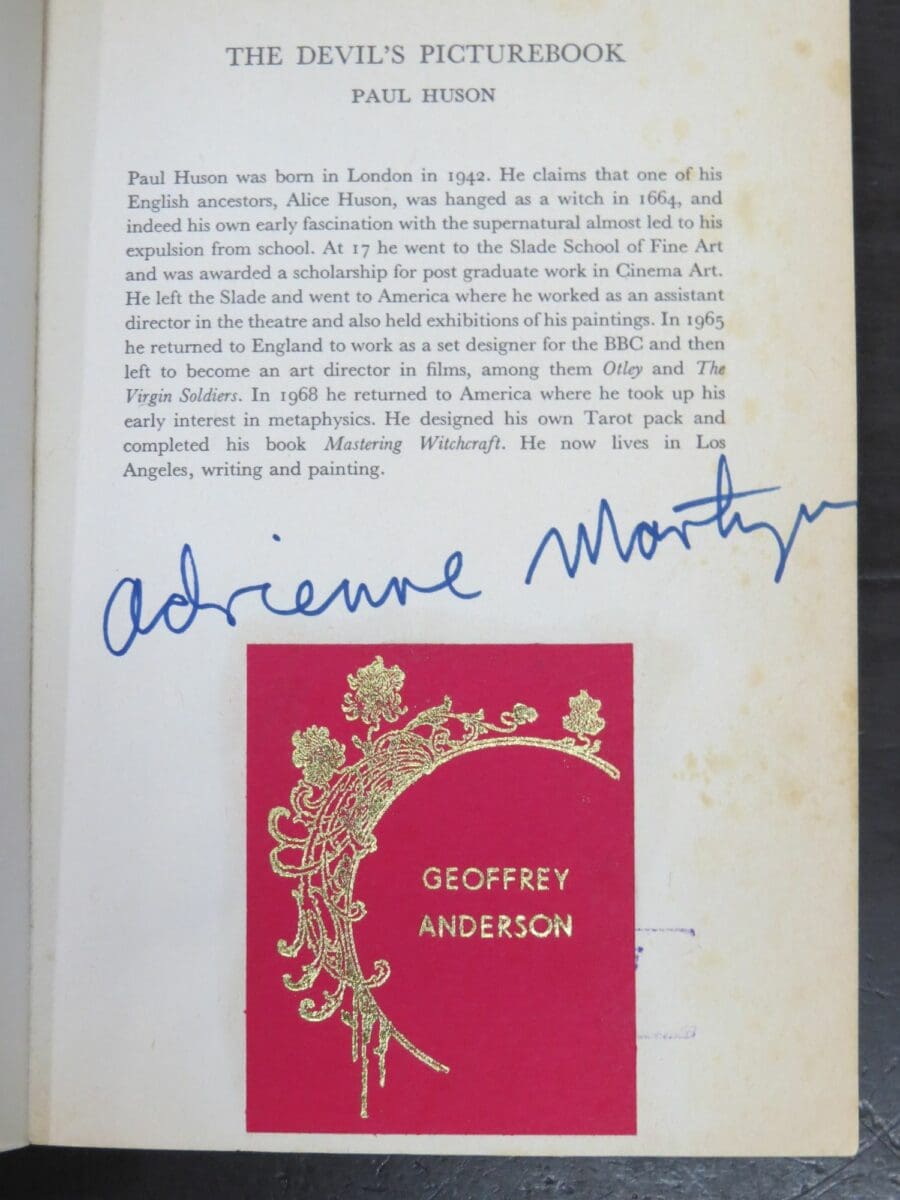 THE DEVIL'S PICTUREBOOK
PAUL HUSON
Paul Huson was born in London in 1942. He claims that one of his
English ancestors, Alice Huson, was hanged as a witch in 1664, and
indeed his own early fascination with the supernatural almost led to his
expulsion from school. At 17 he went to the Slade School of Fine Art
and was awarded a scholarship for post graduate work in Cinema Art.
He left the Slade and went to America where he worked as an assistant
director in the theatre and also held exhibitions of his paintings. In 1965
he returned to England to work as a set designer for the BBC and then
left to become an art director in films, among them Otley and The
Virgin Soldiers. In 1968 he returned to America where he took up his
early interest in metaphysics. He designed his own Tarot pack and
completed his book Mastering Witchcraft. He now lives in Los
Angeles, writing and painting.
Adrienne Martyn
GEOFFREY
ANDERSON